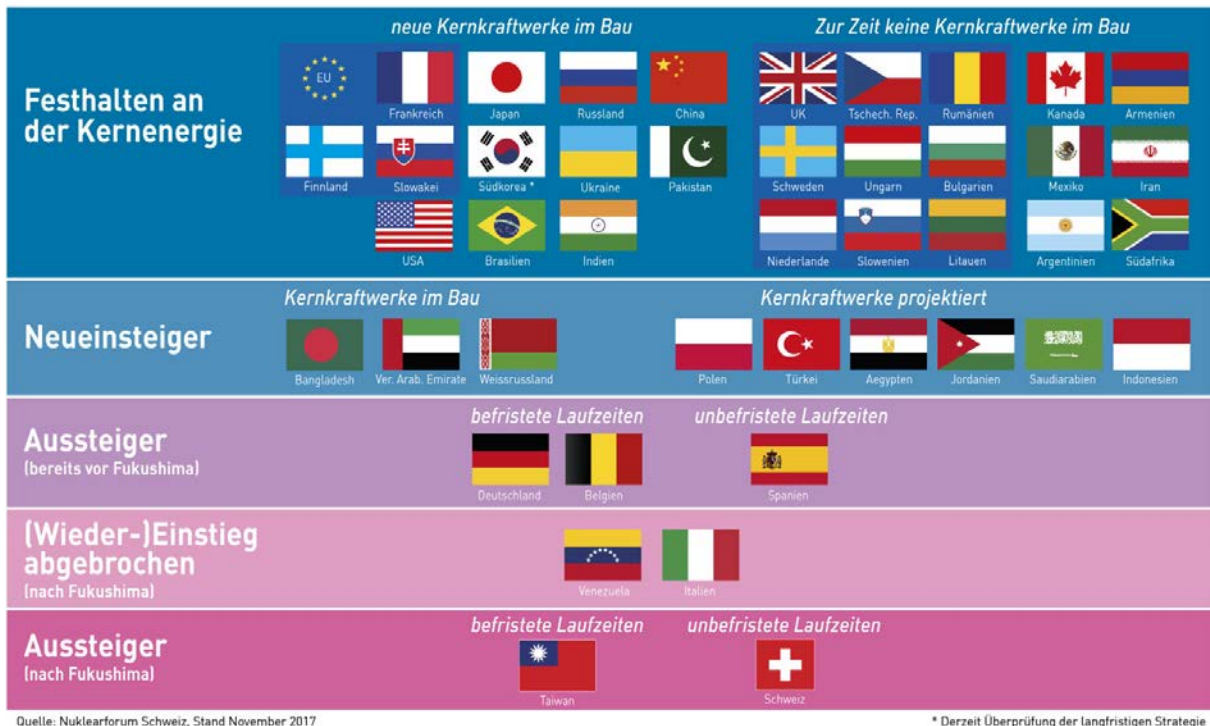 neue Kernkraftwerke im Bau
Zur Zeit keine Kernkraftwerke im Bau
Festhalten an
der Kernenergie
EU
Frankreich Japan Russland China
UK Tschech. Rep. Rumänien Kanada Armenien
Finnland Slowakei Südkorea * Ukraine Pakistan
Schweden Ungarn Bulgarien Mexiko Iran
USA Brasilien Indien
Niederlande Slowenien Litauen Argentinien Südafrika
Neueinsteiger
Kernkraftwerke im Bau
Kernkraftwerke projektiert
Bangladesh Ver. Arab. Emirate Weissrussland
Polen Türkei Aegypten Jordanien Saudiarabien Indonesien
Aussteiger
(bereits vor Fukushima)
befristete Laufzeiten
unbefristete Laufzeiten
Deutschland Belgien
Spanien
(Wieder-)Einstieg
abgebrochen
(nach Fukushima)
Venezuela Italien
Aussteiger
(nach Fukushima)
befristete Laufzeiten
unbefristete Laufzeiten
Taiwan
Schweiz
Quelle: Nuklearforum Schweiz, Stand November 2017
* Derzeit Überprüfung der langfristigen Strategie